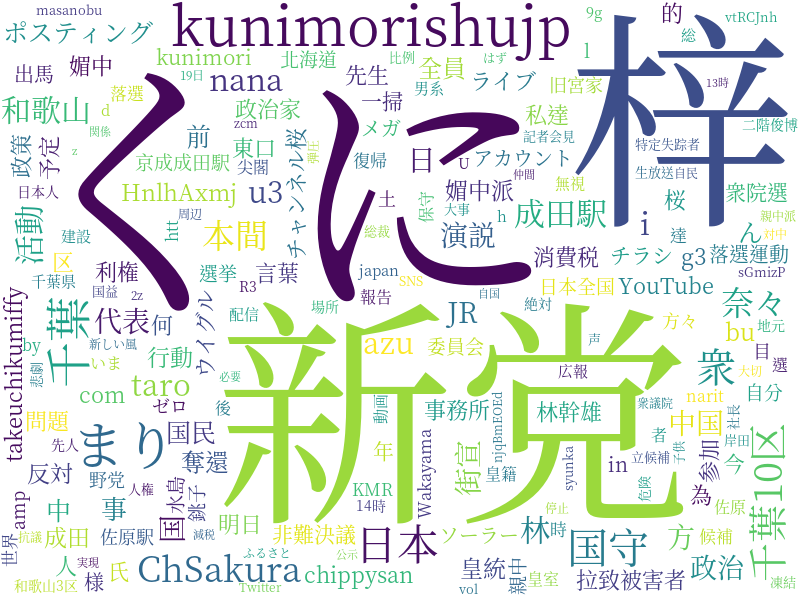 masanobu
ポスティング
kunimorishujp
的
9g
vtRCJnh
総
出馬
媚中
kunimori
北海道
比例
はず
l
梓
nana
19日
先生
全員
ライブ
旧宮家
13時
和歌山
落選
d
政治家
一掃
男系
私達
二階俊博
関係
zcm
前
東口
メガ
記者会見
政策
予定
z
京成成田駅
尖閣
弾圧
復帰
U
アカウント
仲間
特定失踪者
日本人
HnlhAxmj
チャンネル桜
日
媚中派
無視
生放送自民
くに
u3
土
保守
大事
h
成田駅
桜
衆院選
活動
周辺
本間
総裁
演説
i
達
ん
親中派
建設
htt
消費税
チラシ
g3
落選運動
対中
区
利権
選挙
言葉
japan
SNS
自国
日本全国
YouTube
sGmizP
千葉県
国益
2z
R3
報告
奈々
千葉
代表
何
ウイグル
配信
場所
JR
絶対
方々
bu
地元
by
新しい風
いま
行動
azu
委員会
声
衆
目
選
takeuchikumiffy
悲劇
com
taro
必要
新党
広報
大切
自分
ゼロ
後
動画
事務所
林幹雄
衆議院
narit
社長
問題
まり
国民
年
njqBmEOEd
者
中国
岸田
千葉10区
先人
野党
奪還
街宣
皇籍
syunka
立候補
子供
参加
反対
人権
水島
Wakayama
in
今
amp
中
事
国
銚子
KMR
14時
ソーラー
危険
為
佐原
世界
抗議
成田
佐原駅
減税
明日
非難決議
日本
林
時
停止
国守
方
候補
人
実現
氏
ふるさと
公示
ChSakura
皇統
親中
政治
和歌山3区
様
Twitter
chippysan
皇室
vol
拉致被害者
凍結